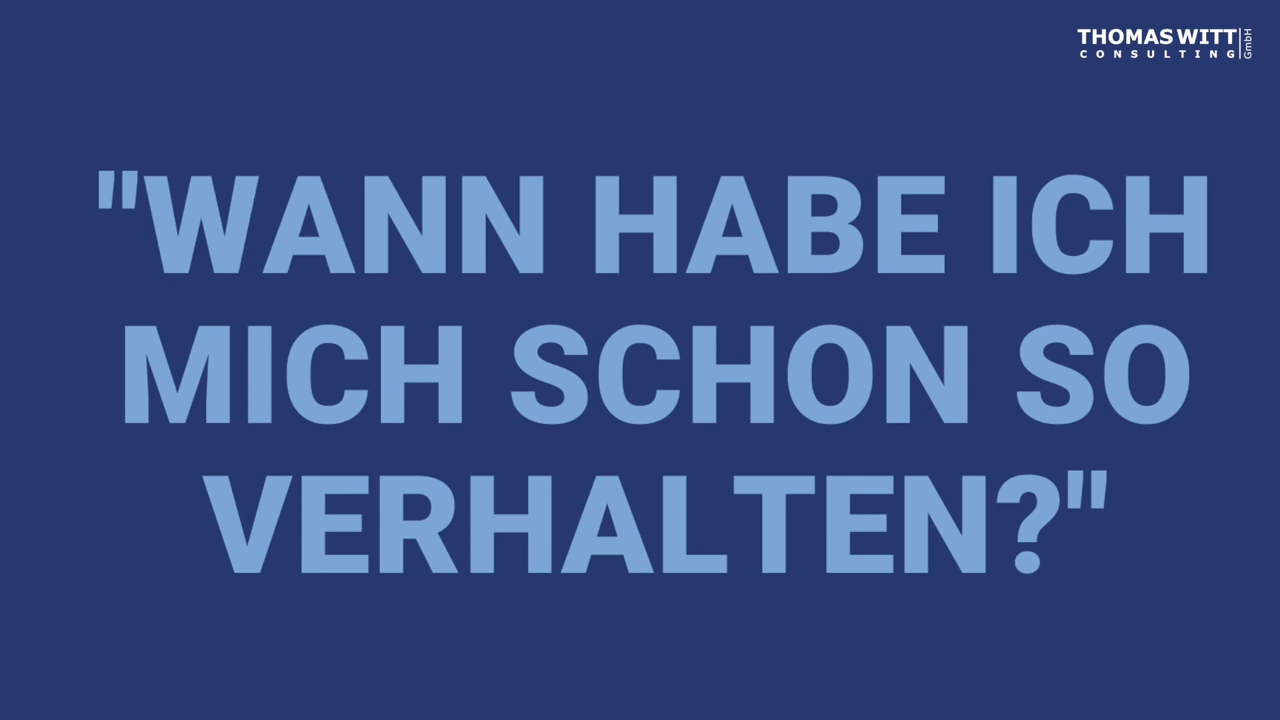 THOMAS WITT
CONSULTING
GmbH
"WANN HABE ICH
MICH SCHON SO
VERHALTEN?"